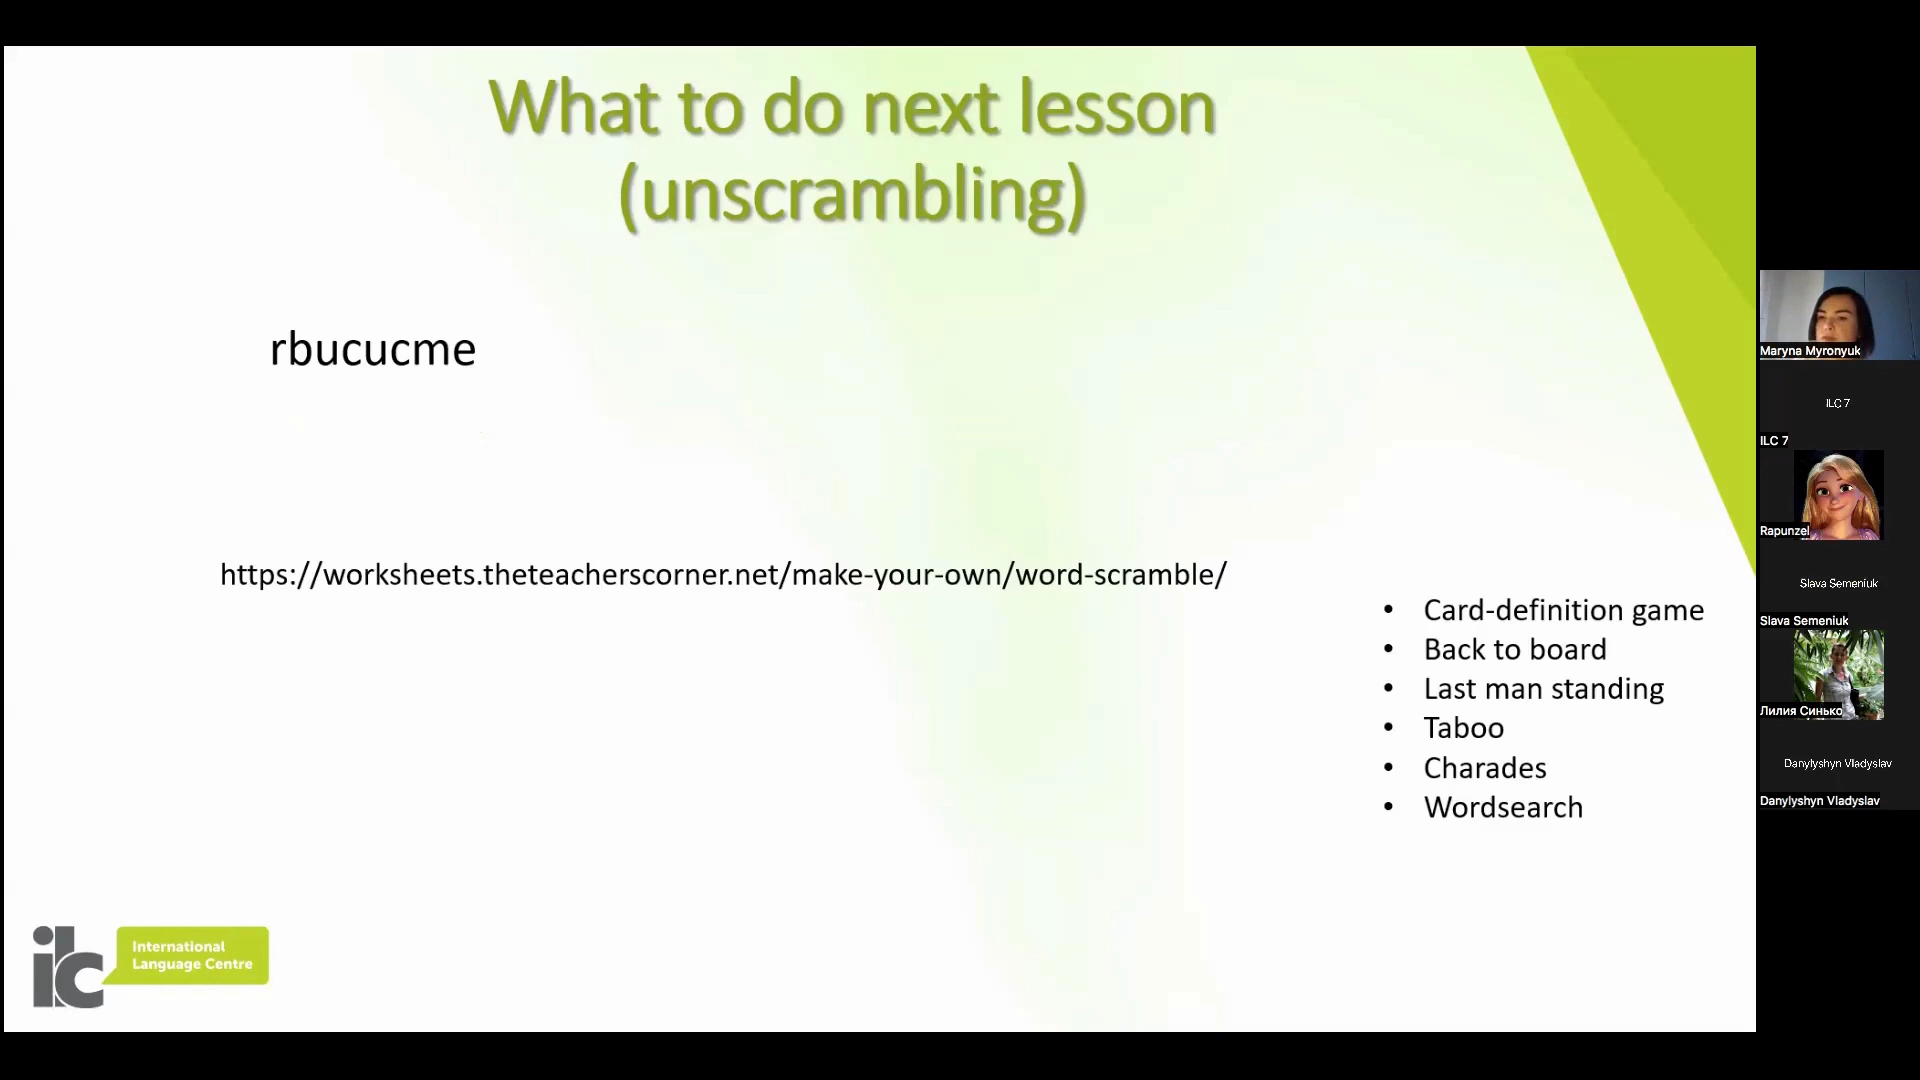 What to do next lesson
(unscrambling)
rbucucme
https://worksheets.theteacherscorner.net/make-your-own/word-scramble/
• Card-definition game
• Back to board
• Last man standing
• Taboo
• Charades
• Wordsearch
ilc
International
Language Centre
Maryna Myronyuk
ILC 7
ILC 7
Rapunzel
Slava Semeniuk
Slava Semeniuk
Лилия Синько
Danylyshyn Vladyslav
Danylyshyn Vladyslav